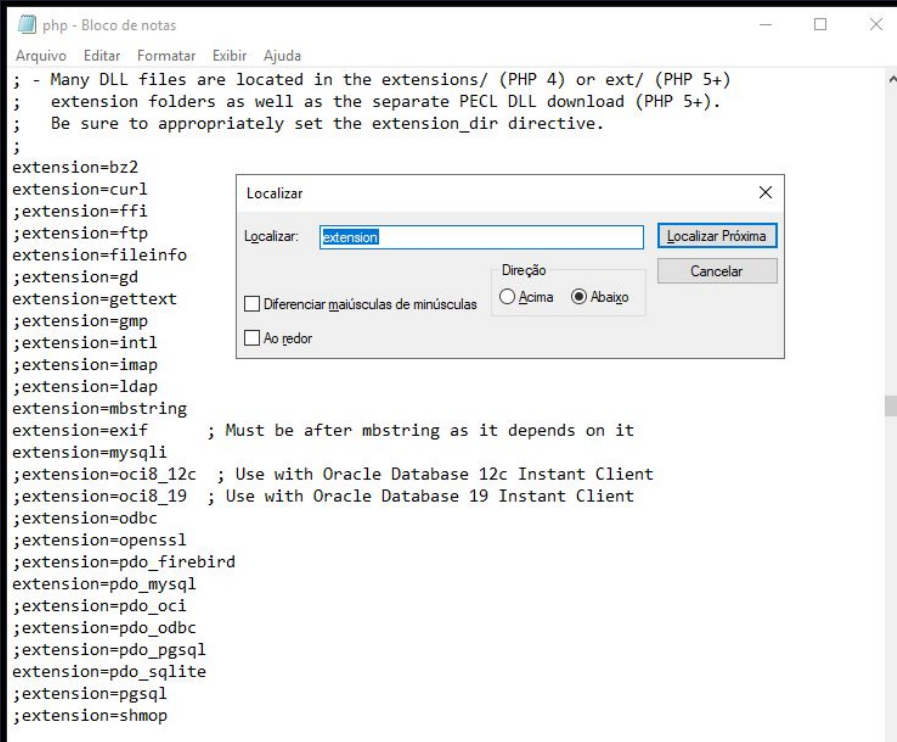 php - Bloco de notas
Arquivo Editar Formatar Exibir Ajuda
; - Many DLL files are located in the extensions/ (PHP 4) or ext/ (PHP 5+)
;   extension folders as well as the separate PECL DLL download (PHP 5+).
;   Be sure to appropriately set the extension_dir directive.
;
extension=bz2
extension=curl
;extension=ffi
;extension=ftp
extension=fileinfo
;extension=gd
extension=gettext
;extension=gmp
;extension=intl
;extension=imap
;extension=ldap
extension=mbstring
extension=exif      ; Must be after mbstring as it depends on it
extension=mysqli
;extension=oci8_12c  ; Use with Oracle Database 12c Instant Client
;extension=oci8_19  ; Use with Oracle Database 19 Instant Client
;extension=odbc
;extension=openssl
;extension=pdo_firebird
extension=pdo_mysql
;extension=pdo_oci
;extension=pdo_odbc
;extension=pdo_pgsql
extension=pdo_sqlite
;extension=pgsql
;extension=shmop
Localizar
Localizar: extension Localizar Próxima
Direção Cancelar
Diferenciar maiúsculas de minúsculas Acima Abaixo
Ao redor